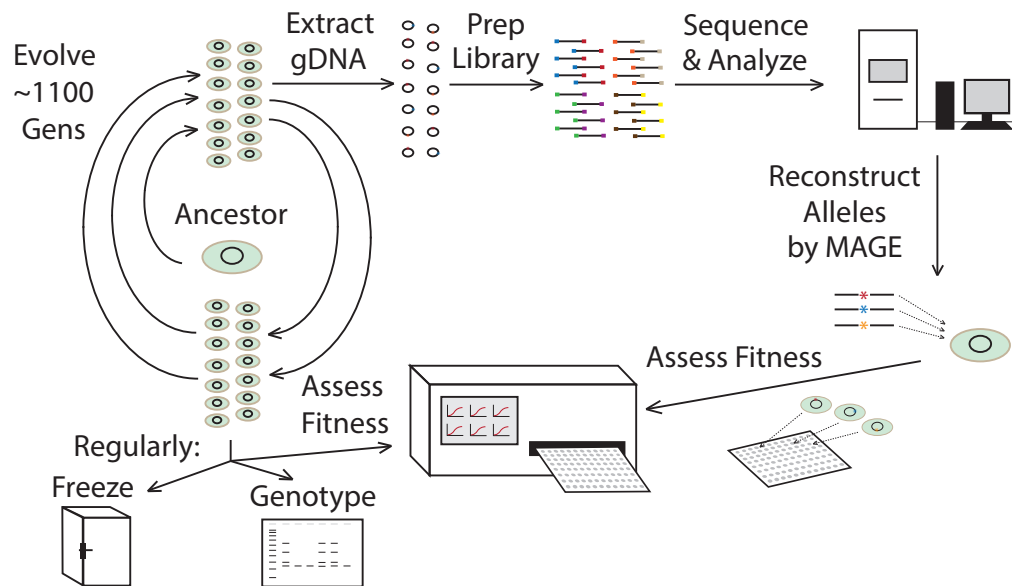 Evolve
~1100
Gens
Extract
gDNA
Prep
Library
Sequence
& Analyze
Ancestor
Reconstruct
Alleles
by MAGE
Assess Fitness
Assess
Fitness
Regularly:
Freeze
Genotype